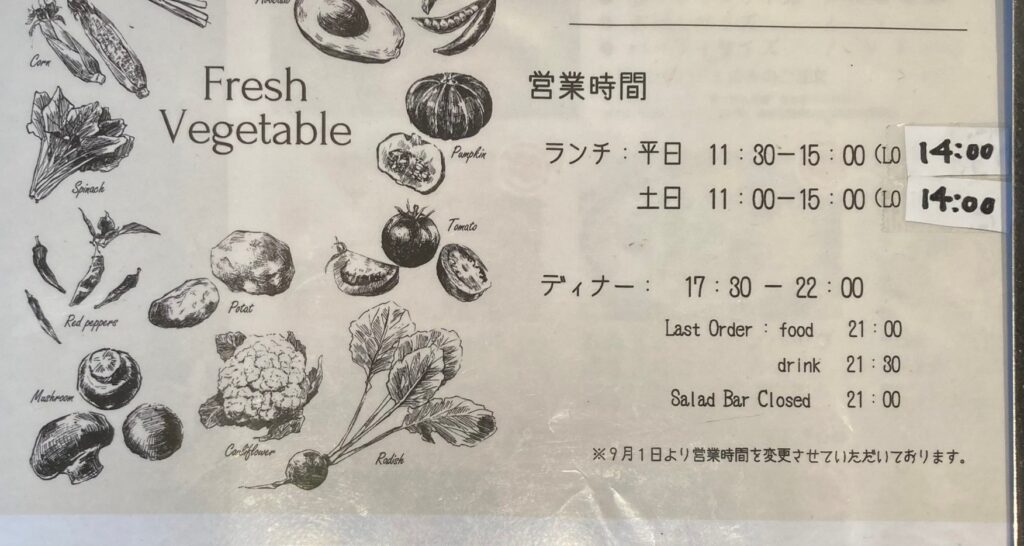 Corn
Fresh
Vegetable
Spinach
Pumpkin
Tomato
Red peppers
Potat
Mushroom
Cauliflower
Radish
営業時間
ランチ：平日 11：30－15：00（LO 14:00
土日 11：00－15：00（LO 14:00
ディナー： 17：30 － 22：00
Last Order：food 21：00
drink 21：30
Salad Bar Closed 21：00
※9月1日より営業時間を変更させていただいております。